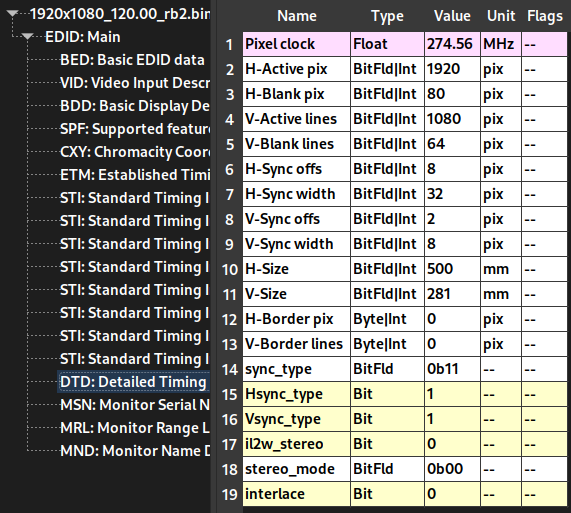 1920x1080_120.00_rb2.bin
EDID: Main
BED: Basic EDID data
VID: Video Input Descr
BDD: Basic Display De
SPF: Supported feature
CXY: Chromacity Coor
ETM: Established Timi
STI: Standard Timing I
STI: Standard Timing I
STI: Standard Timing I
STI: Standard Timing I
STI: Standard Timing I
STI: Standard Timing I
STI: Standard Timing I
STI: Standard Timing I
DTD: Detailed Timing
MSN: Monitor Serial N
MRL: Monitor Range L
MND: Monitor Name D
Name Type Value Unit Flags
1 Pixel clock Float 274.56 MHz --
2 H-Active pix BitFld|Int 1920 pix --
3 H-Blank pix BitFld|Int 80 pix --
4 V-Active lines BitFld|Int 1080 pix --
5 V-Blank lines BitFld|Int 64 pix --
6 H-Sync offs BitFld|Int 8 pix --
7 H-Sync width BitFld|Int 32 pix --
8 V-Sync offs BitFld|Int 2 pix --
9 V-Sync width BitFld|Int 8 pix --
10 H-Size BitFld|Int 500 mm --
11 V-Size BitFld|Int 281 mm --
12 H-Border pix Byte|Int 0 pix --
13 V-Border lines Byte|Int 0 pix --
14 sync_type BitFld 0b11 -- --
15 Hsync_type Bit 1 -- --
16 Vsync_type Bit 1 -- --
17 il2w_stereo Bit 0 -- --
18 stereo_mode BitFld 0b00 -- --
19 interlace Bit 0 -- --